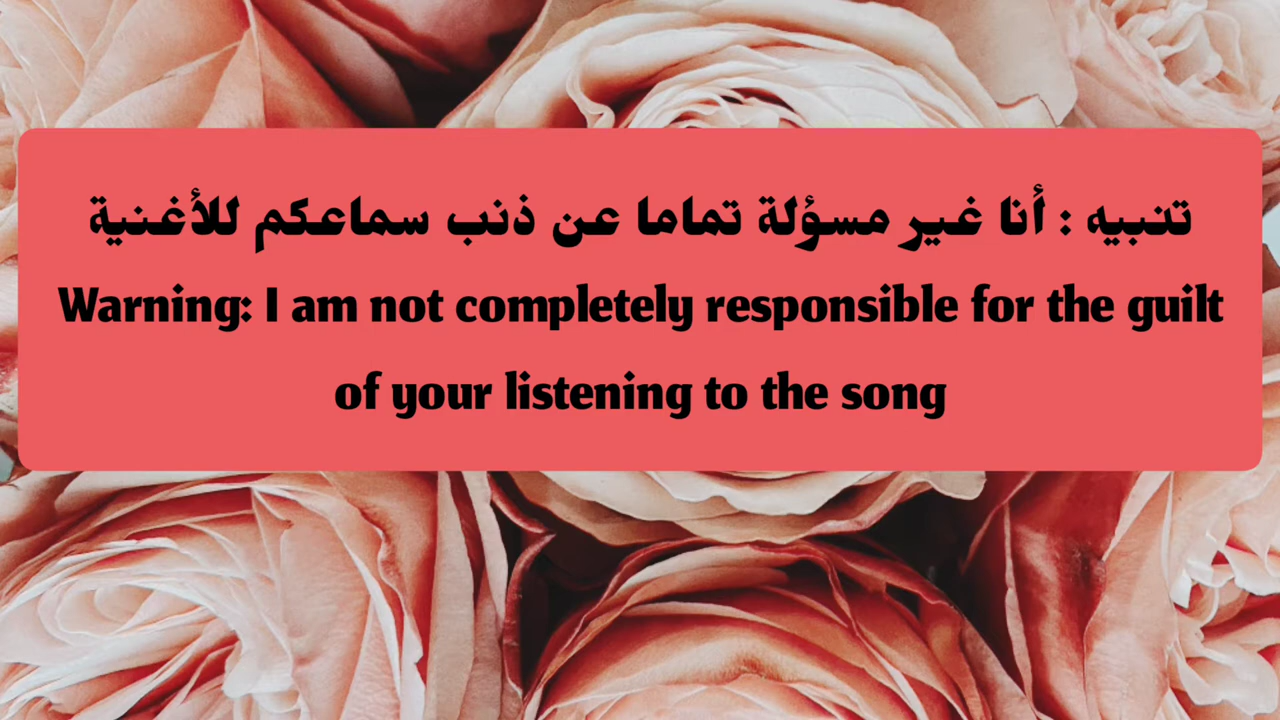 تنبيه : أنا غير مسؤلة تماما عن ذنب سماعكم للأغنية
Warning: I am not completely responsible for the guilt
of your listening to the song